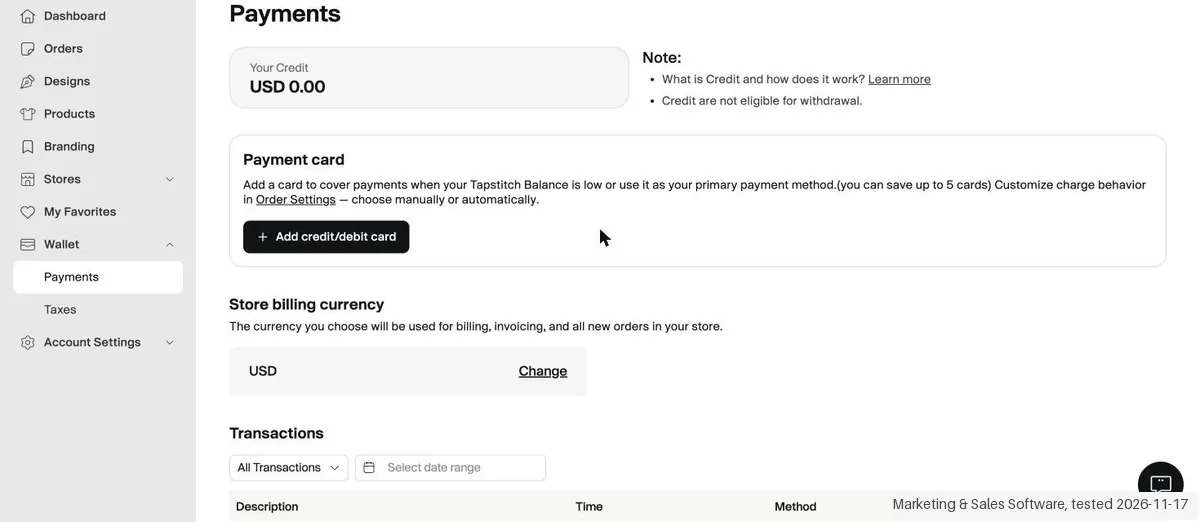 Dashboard
Orders
Designs
Products
Branding
Stores
My Favorites
Wallet
Payments
Taxes
Account Settings
Payments
Your Credit
USD 0.00
Note:
• What is Credit and how does it work? Learn more
• Credit are not eligible for withdrawal.
Payment card
Add a card to cover payments when your Tapstitch Balance is low or use it as your primary payment method.(you can save up to 5 cards) Customize charge behavior
in Order Settings — choose manually or automatically.
+ Add credit/debit card
Store billing currency
The currency you choose will be used for billing, invoicing, and all new orders in your store.
USD Change
Transactions
All Transactions Select date range
Description Time Method
Marketing & Sales Software, tested 2026-11-17